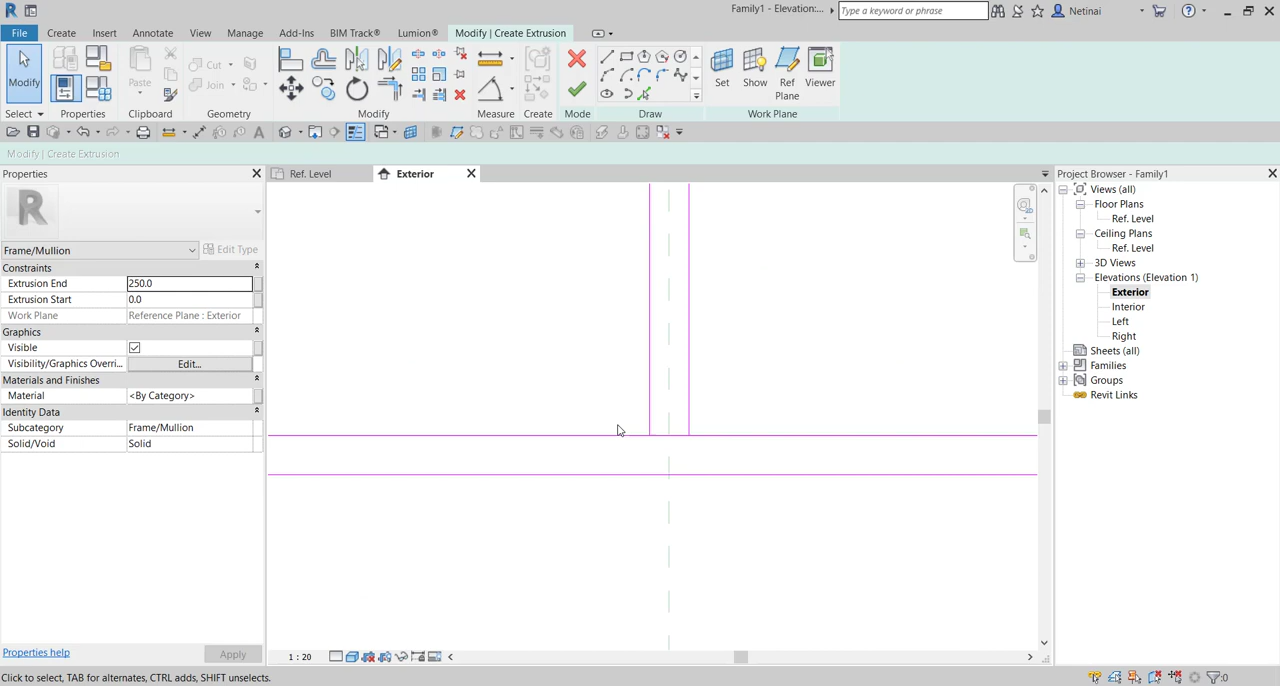 Family1 - Elevation:...
Type a keyword or phrase
Netinai
File Create Insert Annotate View Manage Add-Ins BIM Track® Lumion® Modify | Create Extrusion
Modify Paste Cut Join Set Show Ref Plane Viewer
Select Properties Clipboard Geometry Modify Measure Create Mode Draw Work Plane
Modify | Create Extrusion
Properties
Ref. Level Exterior
Project Browser - Family1
Frame/Mullion Edit Type
Constraints
Extrusion End 250.0
Extrusion Start 0.0
Work Plane Reference Plane : Exterior
Graphics
Visible
Visibility/Graphics Overri... Edit...
Materials and Finishes
Material <By Category>
Identity Data
Subcategory Frame/Mullion
Solid/Void Solid
Views (all)
Floor Plans
Ref. Level
Ceiling Plans
Ref. Level
3D Views
Elevations (Elevation 1)
Exterior
Interior
Left
Right
Sheets (all)
Families
Groups
Revit Links
Properties help Apply
1 : 20
Click to select, TAB for alternates, CTRL adds, SHIFT unselects.
:0